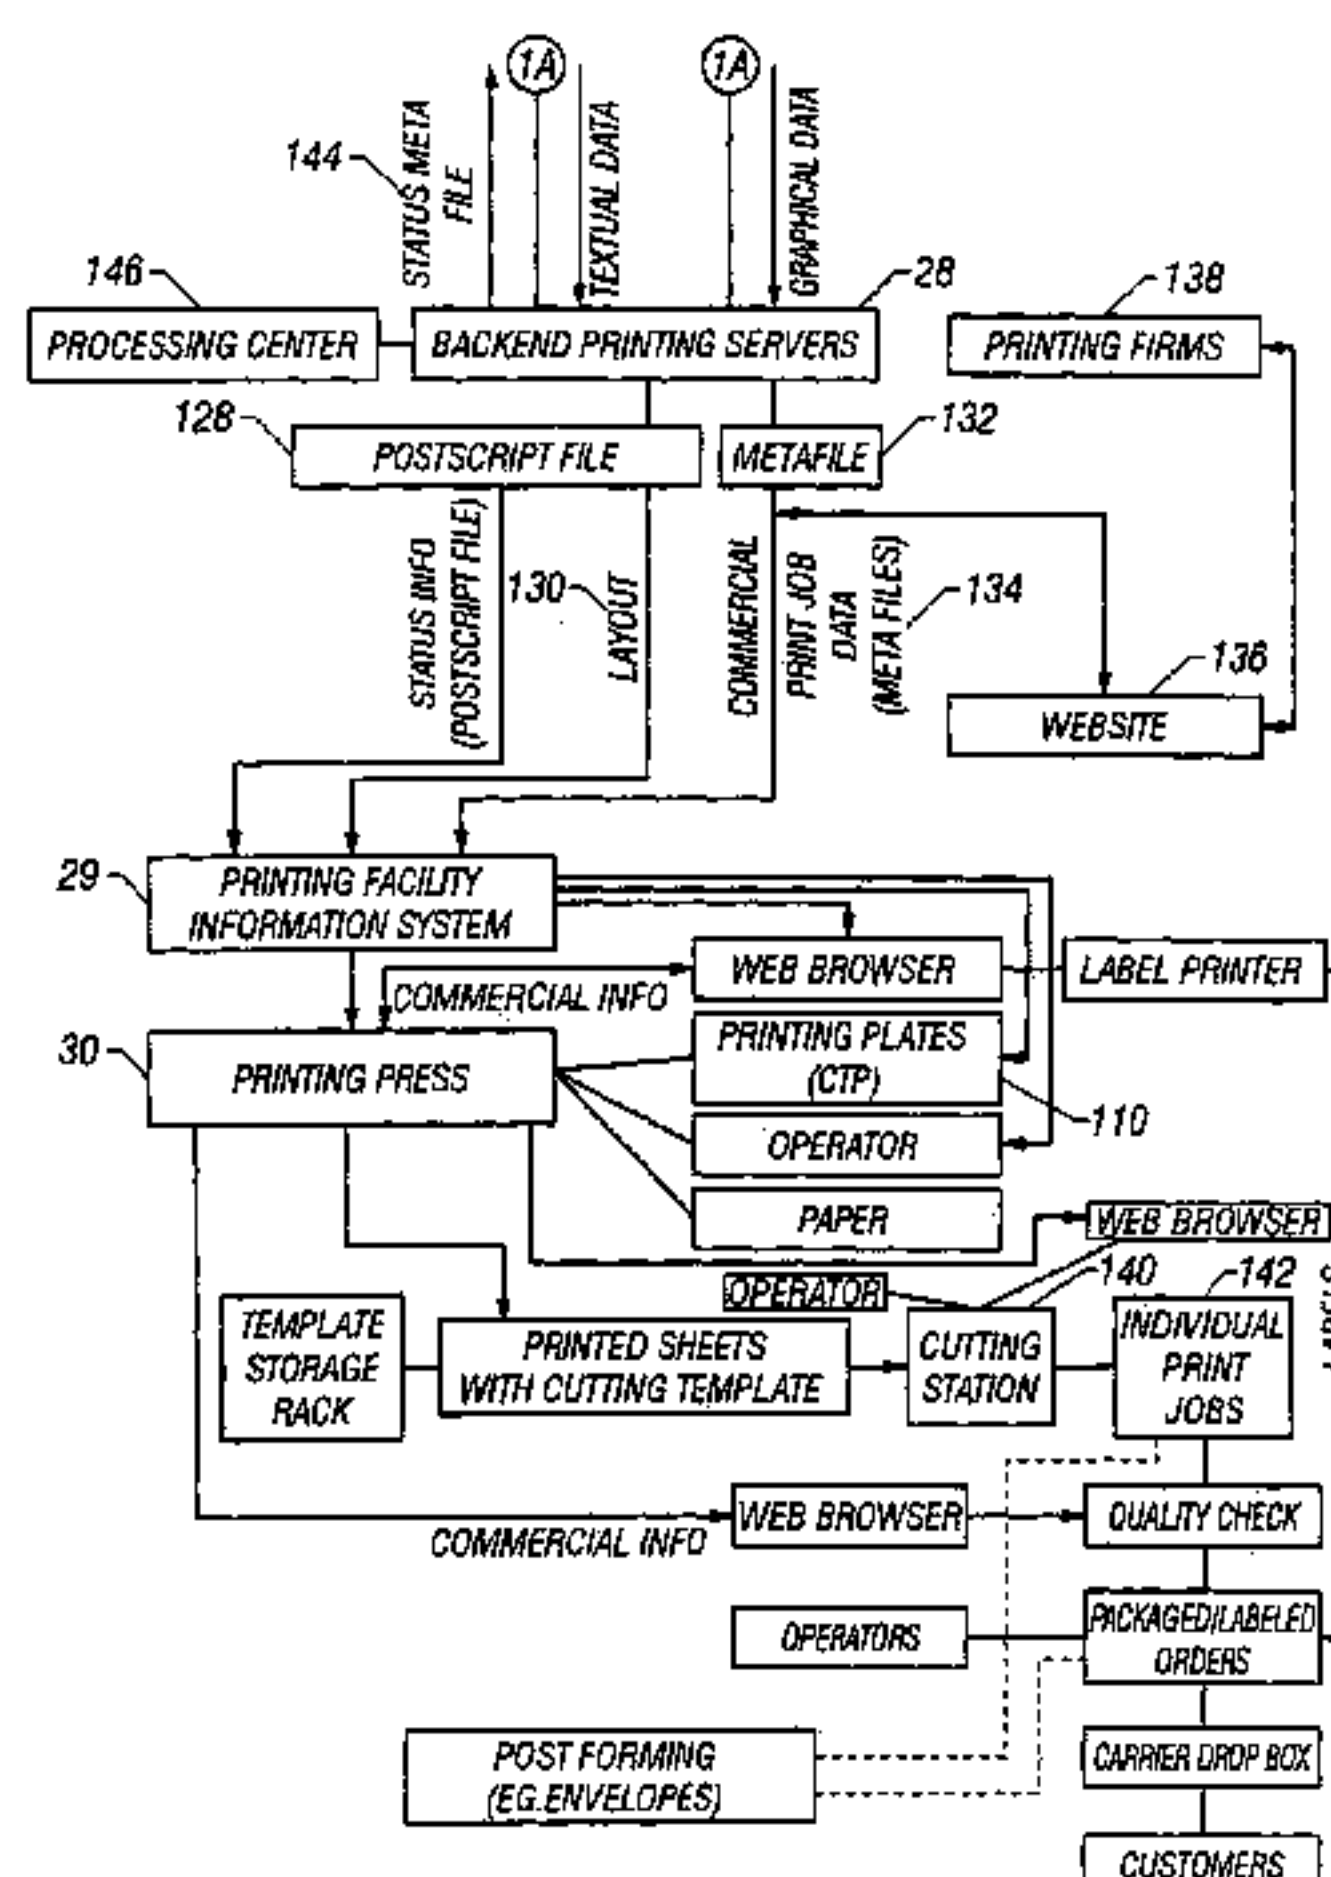 1A
1A
144
STATUS META
FILE
TEXTUAL DATA
GRAPHICAL DATA
146
28
138
PROCESSING CENTER
BACKEND PRINTING SERVERS
PRINTING FIRMS
128
132
POSTSCRIPT FILE
METAFILE
STATUS INFO
(POSTSCRIPT FILE)
130
LAYOUT
COMMERCIAL
PRINT JOB
DATA
(META FILES)
134
136
WEBSITE
29
PRINTING FACILITY
INFORMATION SYSTEM
WEB BROWSER
LABEL PRINTER
COMMERCIAL INFO
30
PRINTING PRESS
PRINTING PLATES
(CTP)
110
OPERATOR
PAPER
WEB BROWSER
OPERATOR
140
142
TEMPLATE
STORAGE
RACK
PRINTED SHEETS
WITH CUTTING TEMPLATE
CUTTING
STATION
INDIVIDUAL
PRINT
JOBS
WEB BROWSER
QUALITY CHECK
COMMERCIAL INFO
OPERATORS
PACKAGED/LABELED
ORDERS
POST FORMING
(EG.ENVELOPES)
CARRIER DROP BOX
CUSTOMERS